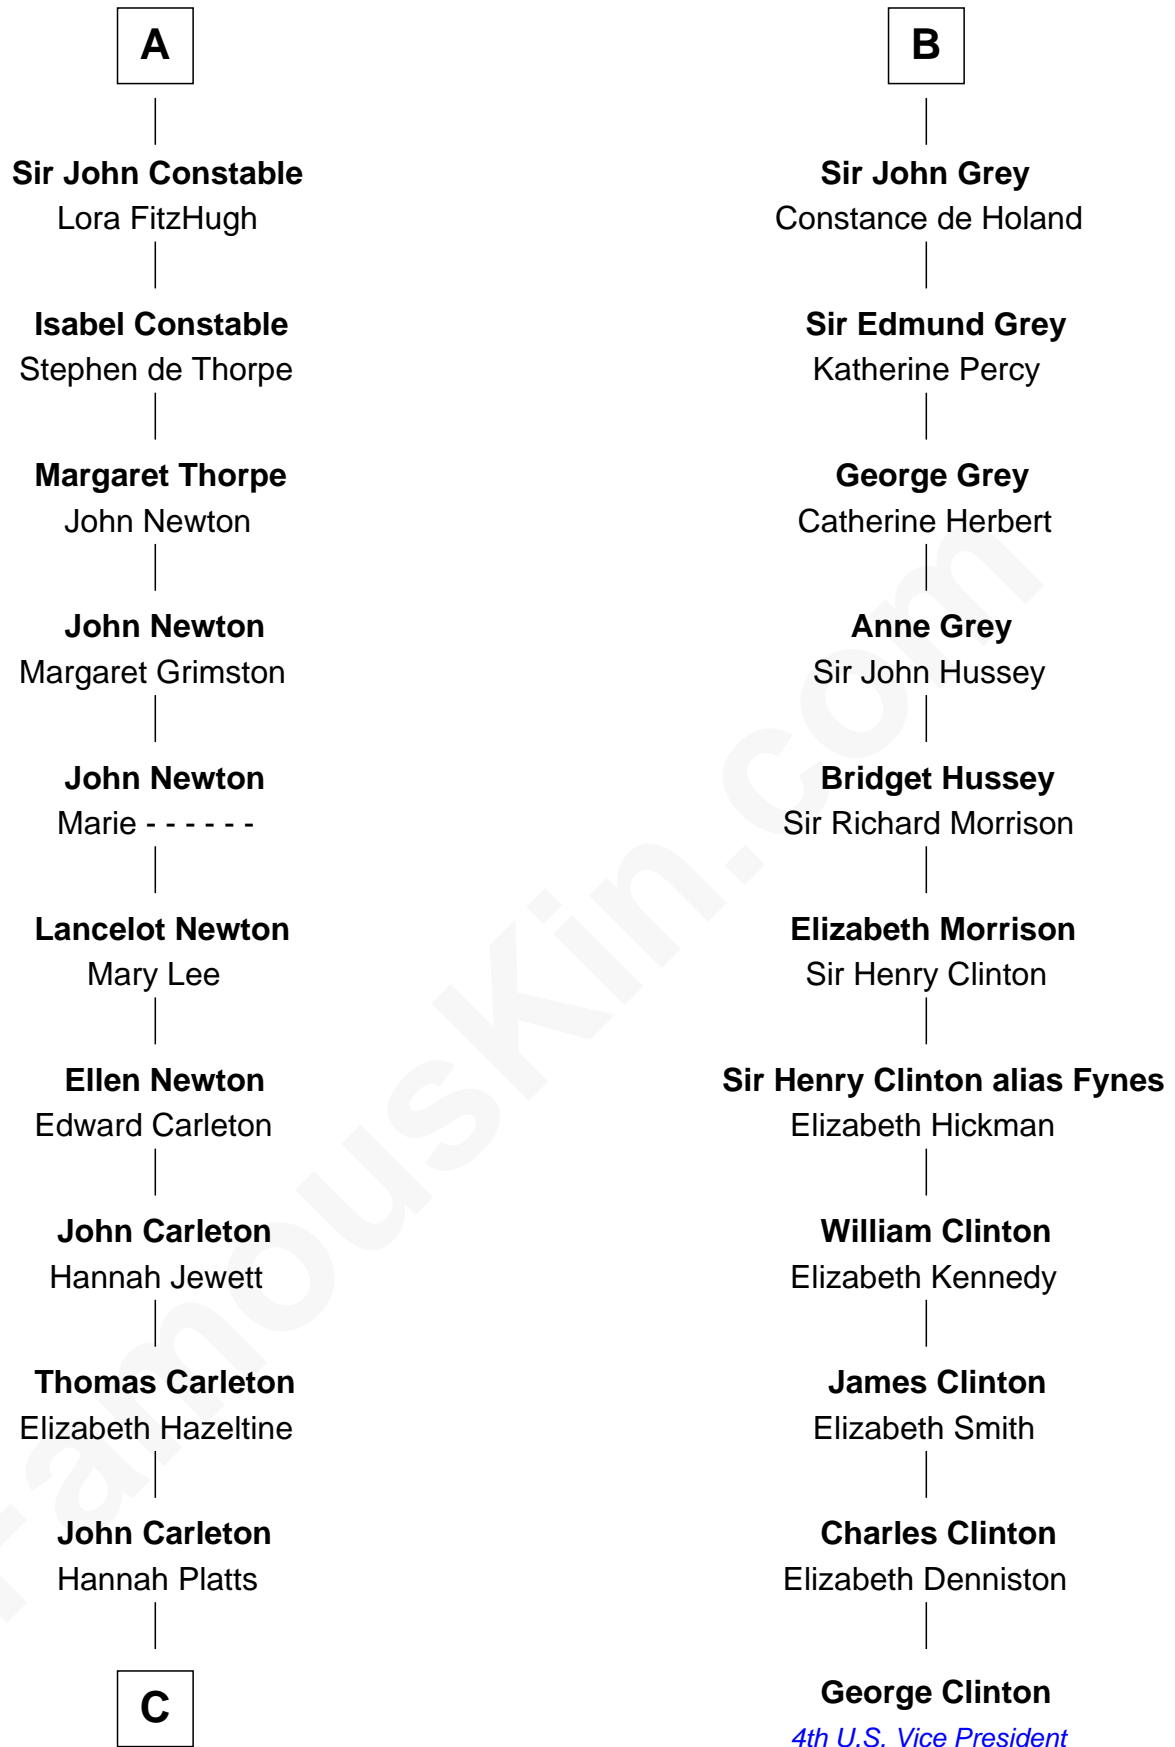 A
Sir John Constable
Lora FitzHugh
Isabel Constable
Stephen de Thorpe
Margaret Thorpe
John Newton
John Newton
Margaret Grimston
John Newton
Marie - - - - - -
Lancelot Newton
Mary Lee
Ellen Newton
Edward Carleton
John Carleton
Hannah Jewett
Thomas Carleton
Elizabeth Hazeltine
John Carleton
Hannah Platts
C
B
Sir John Grey
Constance de Holand
Sir Edmund Grey
Katherine Percy
George Grey
Catherine Herbert
Anne Grey
Sir John Hussey
Bridget Hussey
Sir Richard Morrison
Elizabeth Morrison
Sir Henry Clinton
Sir Henry Clinton alias Fynes
Elizabeth Hickman
William Clinton
Elizabeth Kennedy
James Clinton
Elizabeth Smith
Charles Clinton
Elizabeth Denniston
George Clinton
4th U.S. Vice President
FamousKin.com